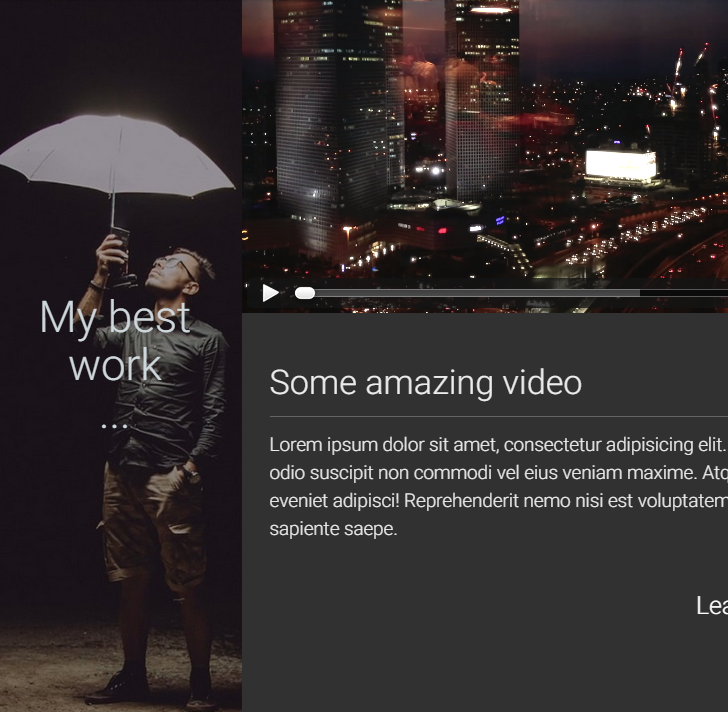 My best
work
...
Some amazing video
Lorem ipsum dolor sit amet, consectetur adipisicing elit.
odio suscipit non commodi vel eius veniam maxime. Atq
eveniet adipisci! Reprehenderit nemo nisi est voluptatem
sapiente saepe.
Lea